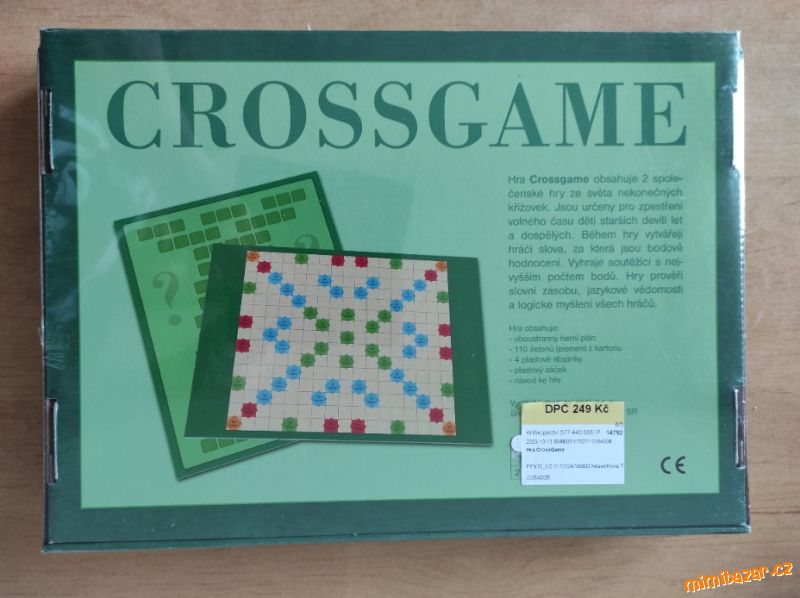 CROSSGAME
Hra Crossgame obsahuje 2 spole-
čenské hry ze světa nekonečných
křížovek. Jsou určeny pro zpestření
volného času dětí starších devíti let
a dospělých. Během hry vytvářejí
hráči slova, za která jsou bodově
hodnoceni. Vyhraje soutěžící s nej-
vyšším počtem bodů. Hry prověří
slovní zásobu, jazykové vědomosti
a logické myšlení všech hráčů.
Hra obsahuje:
- oboustranný herní plán
- 110 žetonů (písmen) z kartonu
- 4 plastové stojánky
- plastový sáček
- návod ke hře
SR
DPC 249 Kč
14792
Hra CrossGame
CE
mimibazar.cz